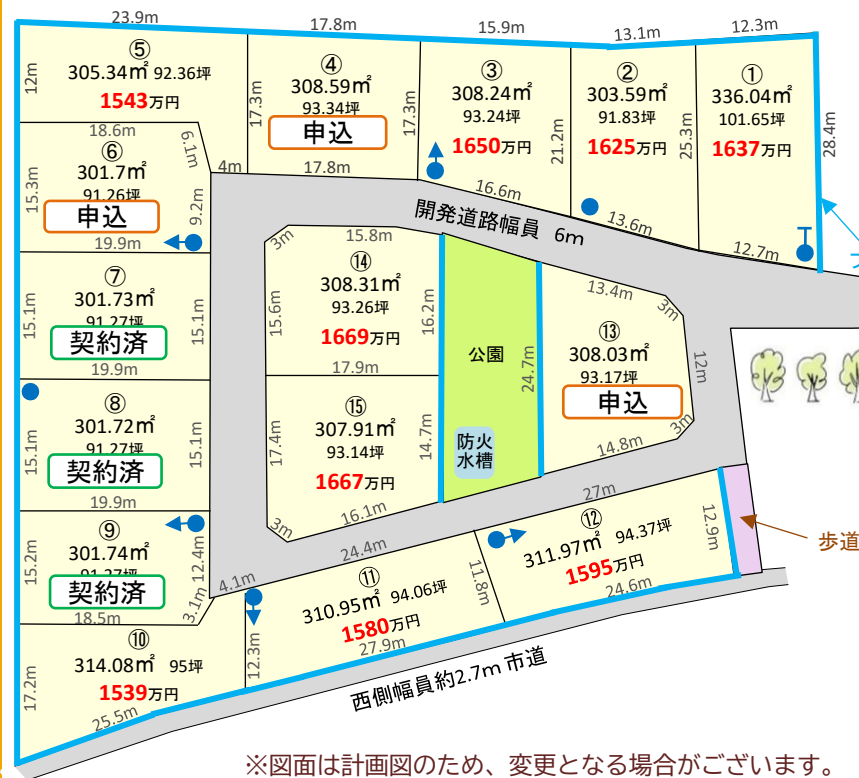 23.9m
17.8m
15.9m
13.1m
12.3m
12m
⑤
305.34㎡ 92.36坪
1543万円
17.3m
④
308.59㎡
93.34坪
申込
17.3m
③
308.24㎡
93.24坪
1650万円
21.2m
②
303.59㎡
91.83坪
1625万円
25.3m
①
336.04㎡
101.65坪
1637万円
28.4m
18.6m
6.1m
4m
17.8m
16.6m
13.6m
12.7m
15.3m
⑥
301.7㎡
91.26坪
申込
9.2m
19.9m
開発道路幅員 6m
3m
15.8m
⑭
308.31㎡
93.26坪
1669万円
15.6m
16.2m
17.9m
公園
24.7m
防火
水槽
13.4m
3m
⑬
308.03㎡
93.17坪
申込
12m
3m
14.8m
15.1m
⑦
301.73㎡
91.27坪
契約済
15.1m
19.9m
15.1m
⑧
301.72㎡
91.27坪
契約済
15.1m
19.9m
17.4m
⑮
307.91㎡
93.14坪
1667万円
14.7m
3m
16.1m
15.2m
⑨
301.74㎡
91.27坪
契約済
12.4m
3.1m
18.5m
4.1m
24.4m
27m
⑩
314.08㎡ 95坪
1539万円
17.2m
25.5m
12.3m
⑪
310.95㎡ 94.06坪
1580万円
27.9m
11.8m
⑫
311.97㎡ 94.37坪
1595万円
24.6m
12.9m
歩道
西側幅員約2.7m 市道
※図面は計画図のため、変更となる場合がございます。